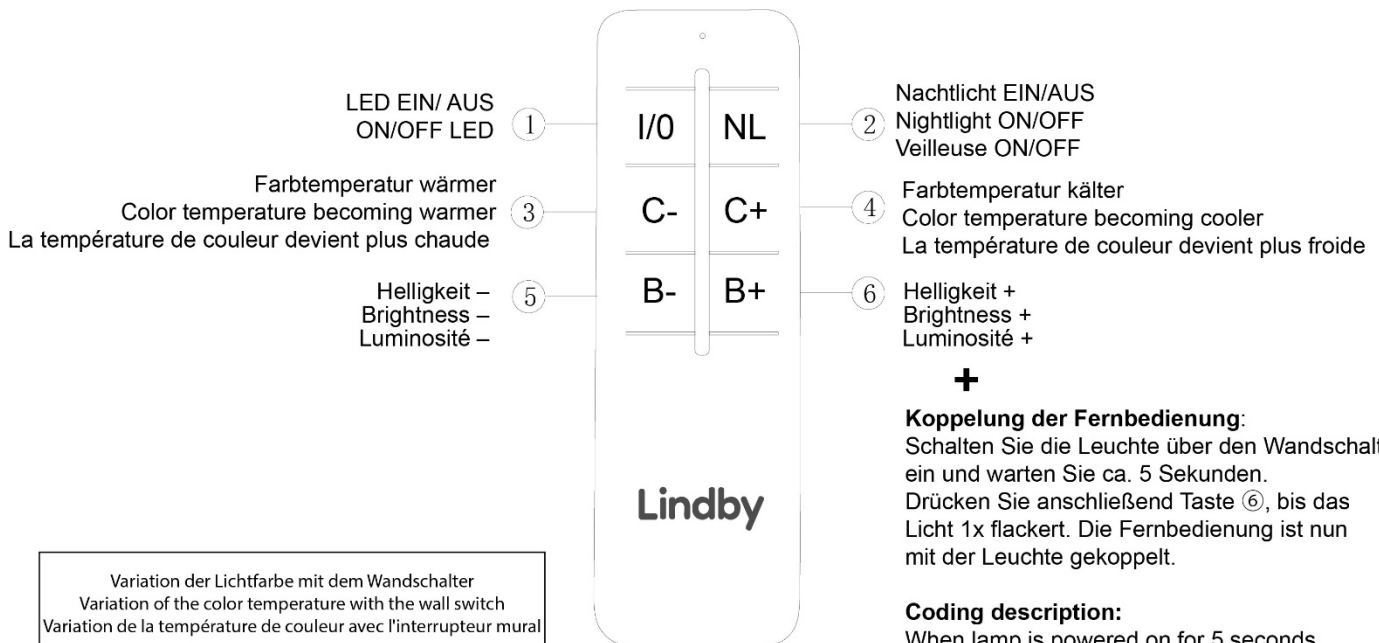 LED EIN/ AUS
ON/OFF LED
①
I/0
NL
②
Nachtlicht EIN/AUS
Nightlight ON/OFF
Veilleuse ON/OFF
Farbtemperatur wärmer
Color temperature becoming warmer
La température de couleur devient plus chaude
③
C-
C+
④
Farbtemperatur kälter
Color temperature becoming cooler
La température de couleur devient plus froide
Helligkeit –
Brightness –
Luminosité –
⑤
B-
B+
⑥
Helligkeit +
Brightness +
Luminosité +
+
Koppelung der Fernbedienung:
Schalten Sie die Leuchte über den
ein und warten Sie ca. 5 Sekunden.
Drücken Sie anschließend Taste ⑥, bis das
Licht 1x flackert. Die Fernbedienung ist nun
mit der Leuchte gekoppelt.
Coding description:
When lamp is powered on for 5 seconds
Lindby
Variation der Lichtfarbe mit dem Wandschalter
Variation of the color temperature with the wall switch
Variation de la température de couleur avec l'interrupteur mural